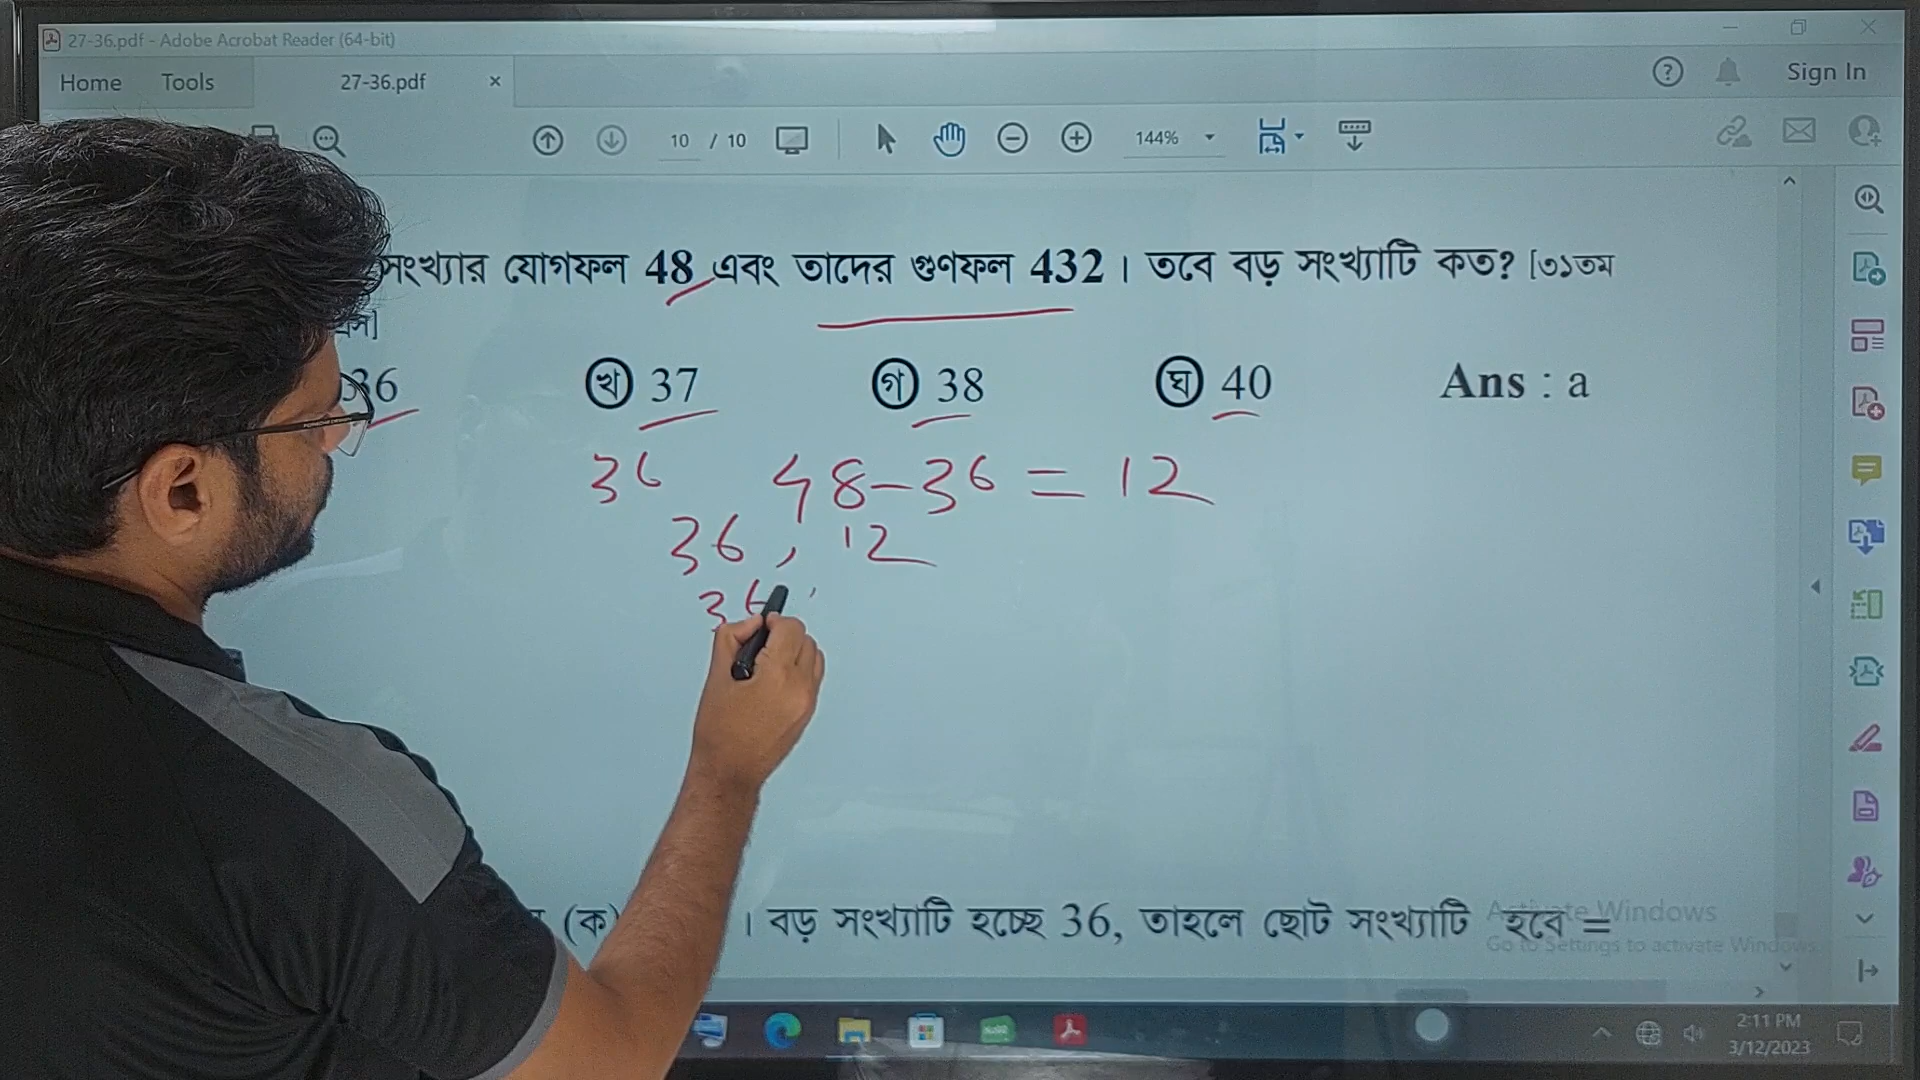 27-36.pdf - Adobe Acrobat Reader (64-bit)
Home Tools 27-36.pdf × Sign In
10 / 10 144%
সংখ্যার যোগফল 48 এবং তাদের গুণফল 432। তবে বড় সংখ্যাটি কত? [৩১তম
36 খ 37 গ 38 ঘ 40 Ans : a
36 48-36 = 12
36, 12
36
(ক) । বড় সংখ্যাটি হচ্ছে 36, তাহলে ছোট সংখ্যাটি হবে =
Activate Windows
Go to Settings to activate Windows.
2:11 PM
3/12/2023